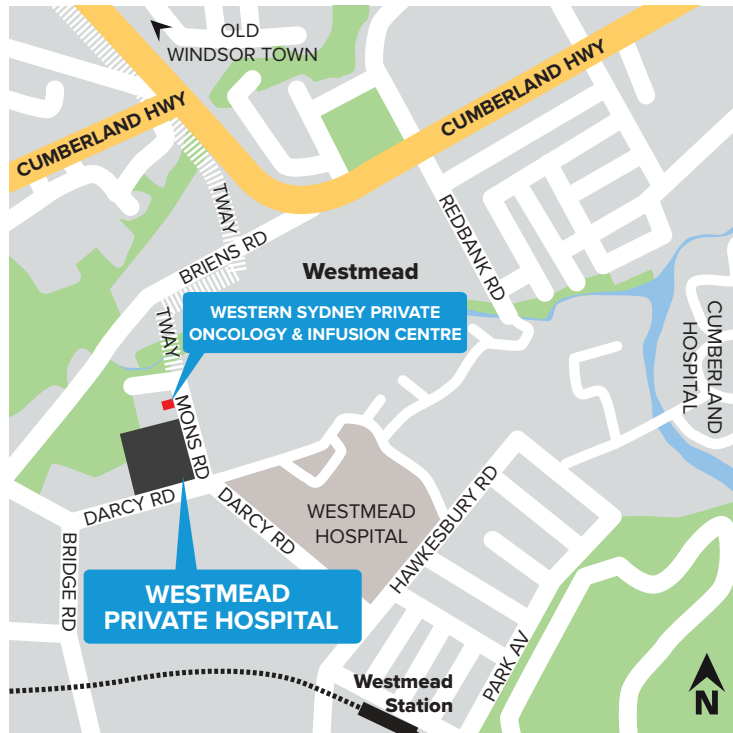 OLD
WINDSOR TOWN
CUMBERLAND HWY
CUMBERLAND HWY
TWAY
REDBANK RD
BRIENS RD
Westmead
WESTERN SYDNEY PRIVATE
ONCOLOGY & INFUSION CENTRE
TWAY
CUMBERLAND
HOSPITAL
MONS RD
DARCY RD
DARCY RD
WESTMEAD
HOSPITAL
HAWKESBURY RD
BRIDGE RD
WESTMEAD
PRIVATE HOSPITAL
PARK AV
Westmead
Station
N